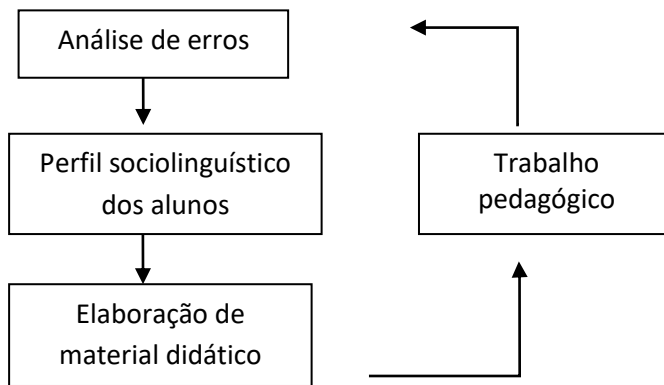 Análise de erros
Perfil sociolinguístico
dos alunos
Elaboração de
material didático
Trabalho
pedagógico